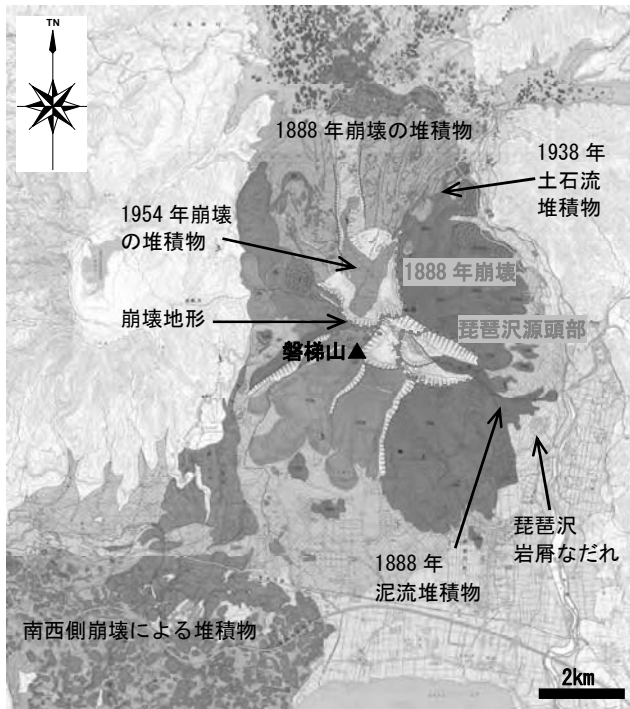 TN
1888 年崩壊の堆積物
1938 年
土石流
堆積物
1954 年崩壊
の堆積物
1888 年崩壊
崩壊地形
琵琶沢源頭部
磐梯山▲
琵琶沢
岩屑なだれ
1888 年
泥流堆積物
南西側崩壊による堆積物
2km